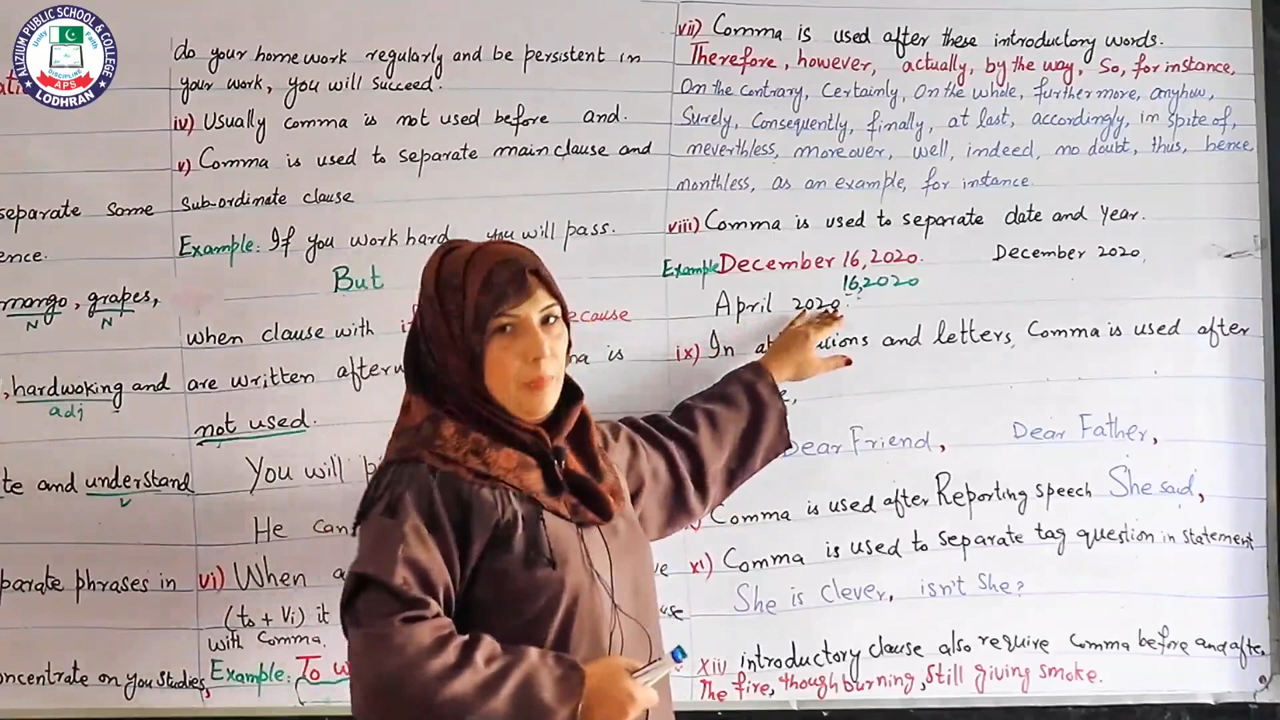 ALIZIUM PUBLIC SCHOOL & COLLEGE
Unity
Faith
DISCIPLINE
APS
LODHRAN
separate some
ence.
mango, grapes,
N N
, hardwoking and
adj
te and understand
V
parate phrases in
oncentrate on you studies,
do your homework regularly and be persistent in
your work, you will succeed.
iv) Usually comma is not used before and.
v) Comma is used to separate main clause and
Sub-ordinate clause
Example: If you work hard you will pass.
But
when clause with ecause
are written afterw is
not used.
You will
He can
vi) When a
(to + Vi) it
with Comma.
Example: To w
vii) Comma is used after these introductory words.
Therefore, however, actually, by the way, So, for instance,
On the contrary, Certainly, On the whole, furthermore, anyhow,
Surely, Consequently, finally, at last, accordingly, in spite of,
neverthless, moreover, well, indeed, no doubt, thus, hence,
nonthless, as an example, for instance.
viii) Comma is used to separate date and Year.
Example December 16, 2020. December 2020,
16,2020
April 2020.
ix) In and letters, Comma is used after
Dear Friend, Dear Father,
Comma is used after Reporting speech She said,
xi) Comma is used to separate tag question in statement
She is clever, isn't she?
xiv introductory clause also require comma before and after
The fire, though burning, still giving smoke.